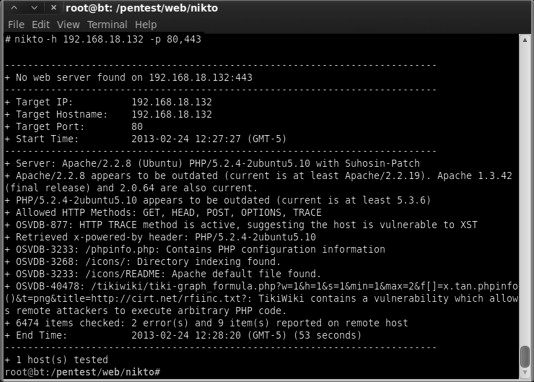 root@bt: /pentest/web/nikto
File Edit View Terminal Help
# nikto -h 192.168.18.132 -p 80,443
---------------------------------------------------------------------------
+ No web server found on 192.168.18.132:443
---------------------------------------------------------------------------
+ Target IP: 192.168.18.132
+ Target Hostname: 192.168.18.132
+ Target Port: 80
+ Start Time: 2013-02-24 12:27:27 (GMT-5)
---------------------------------------------------------------------------
+ Server: Apache/2.2.8 (Ubuntu) PHP/5.2.4-2ubuntu5.10 with Suhosin-Patch
+ Apache/2.2.8 appears to be outdated (current is at least Apache/2.2.19). Apache 1.3.42
(final release) and 2.0.64 are also current.
+ PHP/5.2.4-2ubuntu5.10 appears to be outdated (current is at least 5.3.6)
+ Allowed HTTP Methods: GET, HEAD, POST, OPTIONS, TRACE
+ OSVDB-877: HTTP TRACE method is active, suggesting the host is vulnerable to XST
+ Retrieved x-powered-by header: PHP/5.2.4-2ubuntu5.10
+ OSVDB-3233: /phpinfo.php: Contains PHP configuration information
+ OSVDB-3268: /icons/: Directory indexing found.
+ OSVDB-3233: /icons/README: Apache default file found.
+ OSVDB-40478: /tikiwiki/tiki-graph_formula.php?w=1&h=1&s=1&min=1&max=2&f[]=x.tan.phpinfo
()&t=png&title=http://cirt.net/rfiinc.txt?: TikiWiki contains a vulnerability which allow
s remote attackers to execute arbitrary PHP code.
+ 6474 items checked: 2 error(s) and 9 item(s) reported on remote host
+ End Time: 2013-02-24 12:28:20 (GMT-5) (53 seconds)
---------------------------------------------------------------------------
+ 1 host(s) tested
root@bt:/pentest/web/nikto#